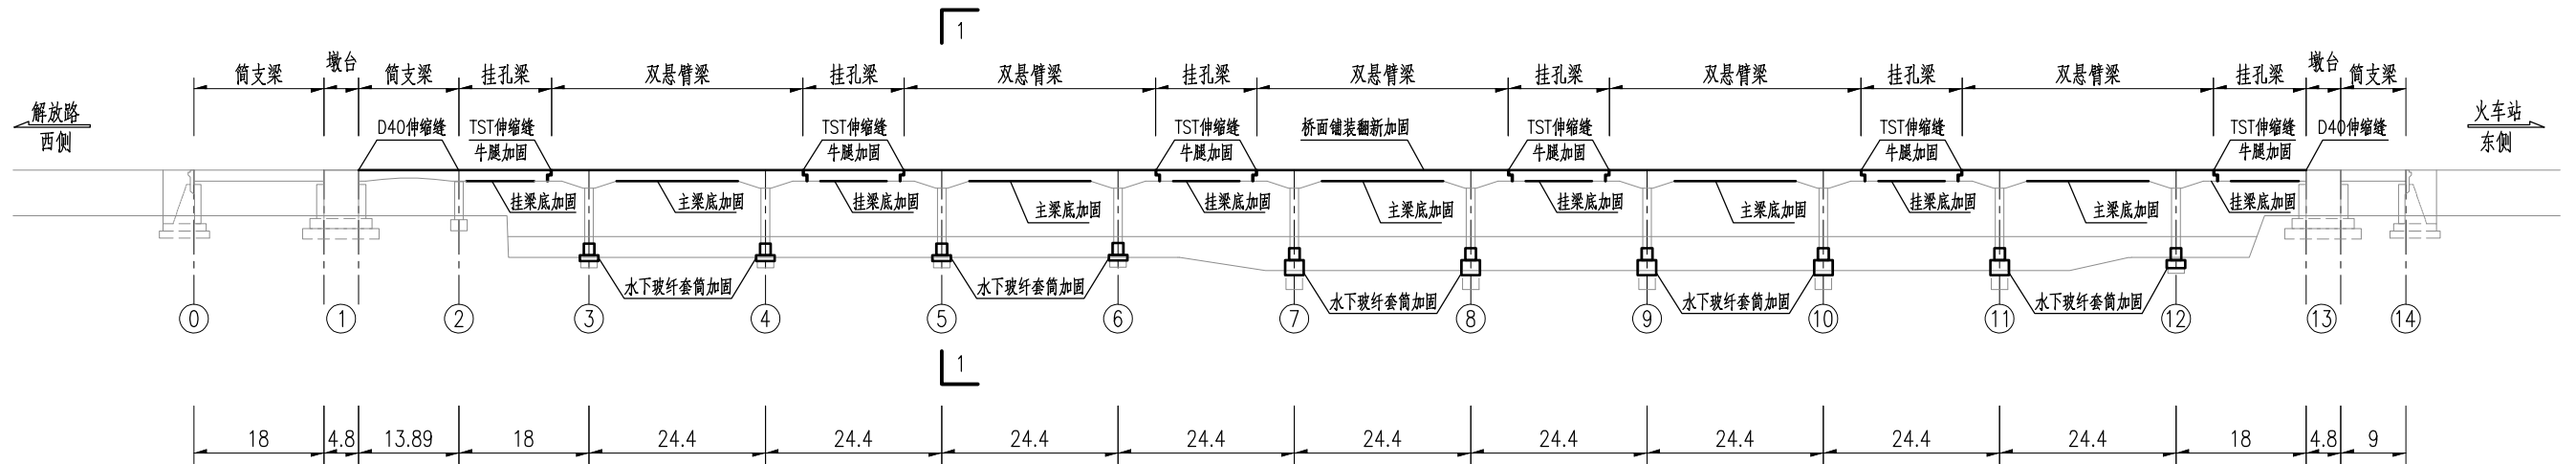 1
简支梁 墩台 简支梁 挂孔梁 双悬臂梁 挂孔梁 双悬臂梁 挂孔梁 双悬臂梁 挂孔梁 双悬臂梁 挂孔梁 双悬臂梁 挂孔梁 墩台 简支梁
解放路
西侧
火车站
东侧
D40伸缩缝 TST伸缩缝 TST伸缩缝 TST伸缩缝 桥面铺装翻新加固 TST伸缩缝 TST伸缩缝 TST伸缩缝 D40伸缩缝
牛腿加固 牛腿加固 牛腿加固 牛腿加固 牛腿加固 牛腿加固
挂梁底加固 主梁底加固 挂梁底加固 主梁底加固 挂梁底加固 主梁底加固 挂梁底加固 主梁底加固 挂梁底加固 主梁底加固 挂梁底加固
水下玻纤套筒加固 水下玻纤套筒加固 水下玻纤套筒加固 水下玻纤套筒加固 水下玻纤套筒加固
0 1 2 3 4 5 6 7 8 9 10 11 12 13 14
1
18 4.8 13.89 18 24.4 24.4 24.4 24.4 24.4 24.4 24.4 24.4 24.4 18 4.8 9